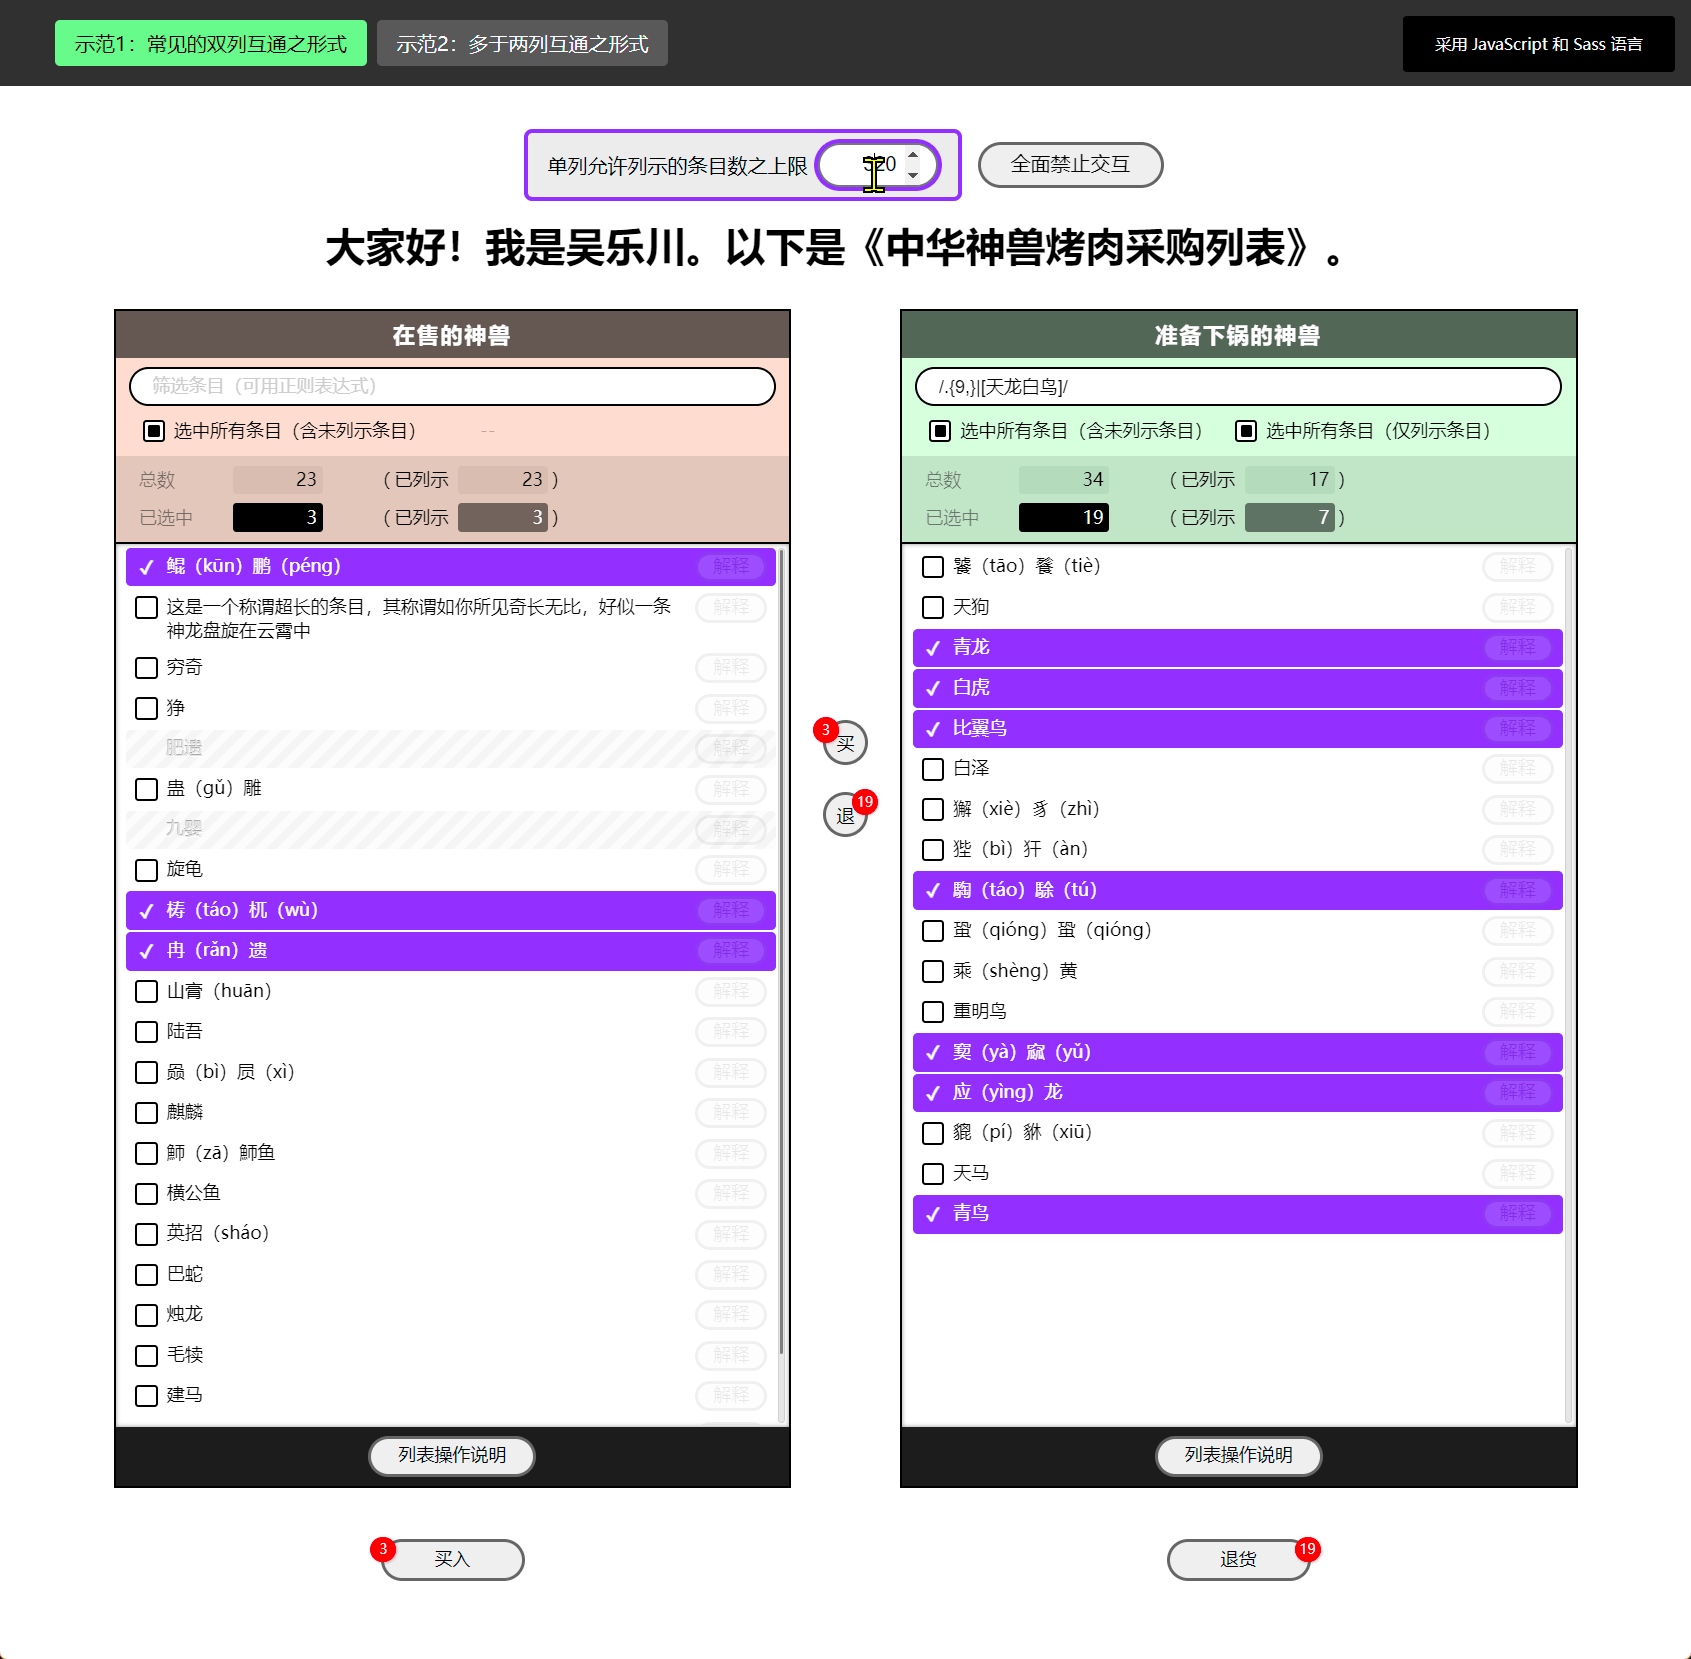 示范1：常见的双列互通之形式
示范2：多于两列互通之形式
采用 JavaScript 和 Sass 语言
单列允许列示的条目数之上限
全面禁止交互
大家好！我是吴乐川。以下是《中华神兽烤肉采购列表》。
在售的神兽
筛选条目（可用正则表达式）
选中所有条目（含未列示条目） --
总数 23 （已列示 23 ）
已选中 3 （已列示 3 ）
鲲（kūn）鹏（péng） 解释
这是一个称谓超长的条目，其称谓如你所见奇长无比，好似一条 解释
神龙盘旋在云霄中
穷奇 解释
狰 解释
肥遗 解释
蛊（gǔ）雕 解释
九婴 解释
旋龟 解释
梼（táo）杌（wù） 解释
冉（rǎn）遗 解释
山膏（huān） 解释
陆吾 解释
赑（bì）屃（xì） 解释
麒麟 解释
鰤（zā）鰤鱼 解释
横公鱼 解释
英招（sháo） 解释
巴蛇 解释
烛龙 解释
毛犊 解释
建马 解释
列表操作说明
3
买入
3
买
19
退
准备下锅的神兽
/.{9,}|[天龙白鸟]/
选中所有条目（含未列示条目） 选中所有条目（仅列示条目）
总数 34 （已列示 17 ）
已选中 19 （已列示 7 ）
饕（tāo）餮（tiè） 解释
天狗 解释
青龙 解释
白虎 解释
比翼鸟 解释
白泽 解释
獬（xiè）豸（zhì） 解释
狴（bì）犴（àn） 解释
騊（táo）駼（tú） 解释
蛩（qióng）蛩（qióng） 解释
乘（shèng）黄 解释
重明鸟 解释
窫（yà）窳（yǔ） 解释
应（yìng）龙 解释
貔（pí）貅（xiū） 解释
天马 解释
青鸟 解释
列表操作说明
19
退货